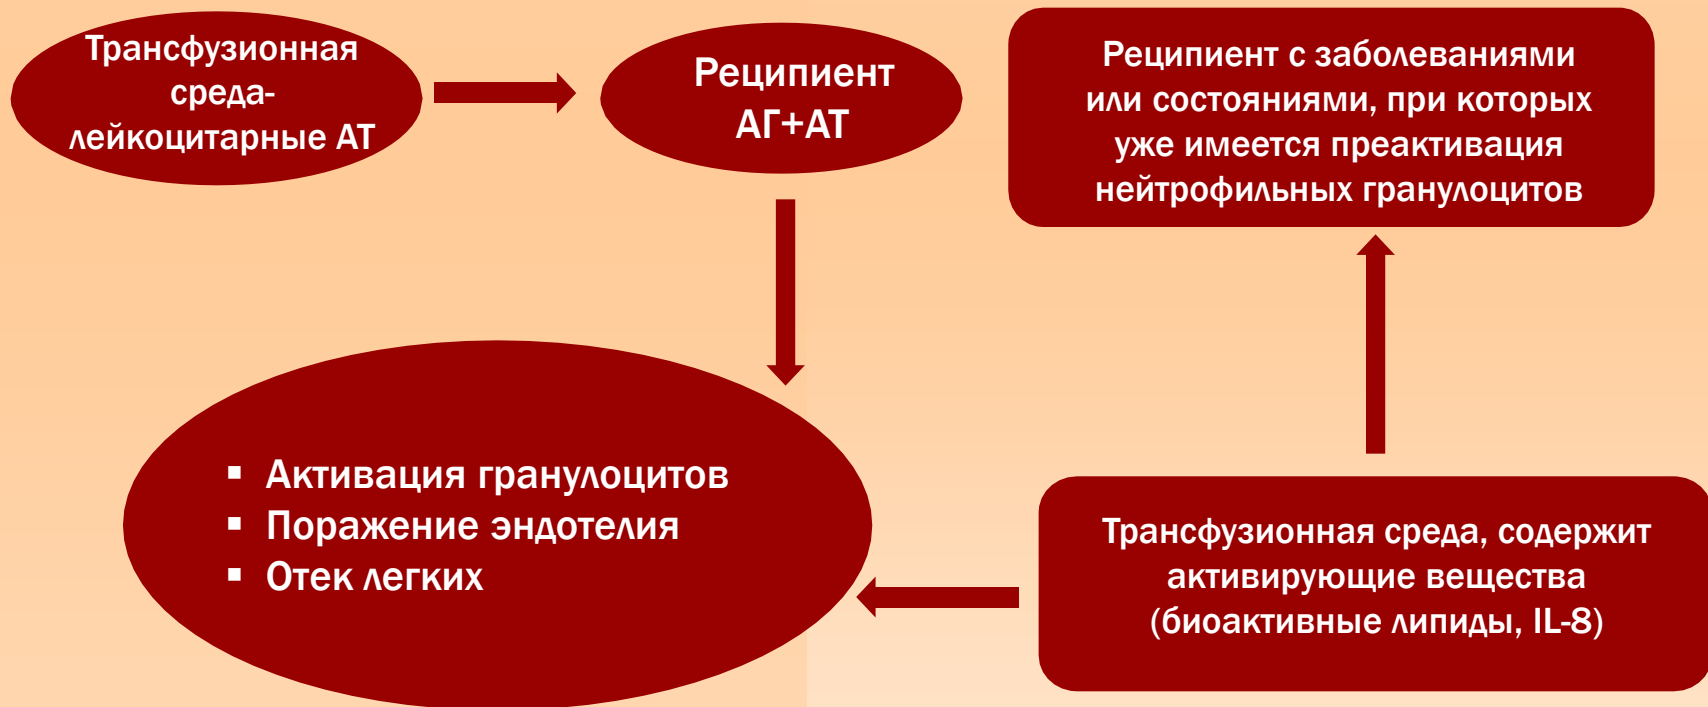 Трансфузионная
среда-
лейкоцитарные АТ
Реципиент
АГ+АТ
Реципиент с заболеваниями
или состояниями, при которых
уже имеется преактивация
нейтрофильных гранулоцитов
▪ Активация гранулоцитов
▪ Поражение эндотелия
▪ Отек легких
Трансфузионная среда, содержит
активирующие вещества
(биоактивные липиды, IL-8)